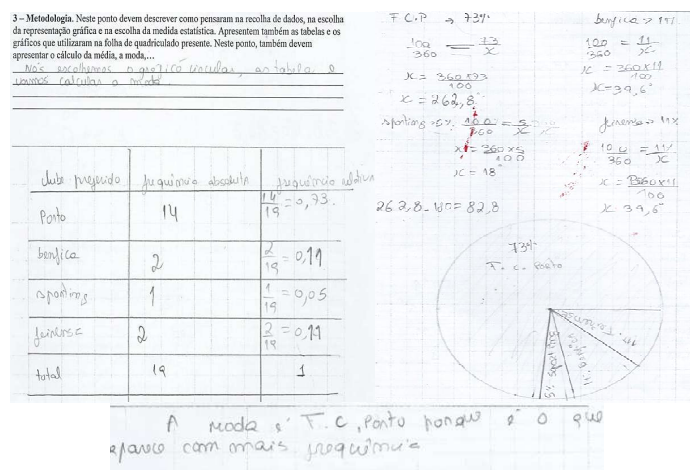 3 – Metodologia. Neste ponto devem descrever como pensaram na recolha de dados, na escolha
da representação gráfica e na escolha da medida estatística. Apresentem também as tabelas e os
gráficos que utilizaram na folha de quadriculado presente. Neste ponto, também devem
apresentar o cálculo da média, a moda,...
Nós escolhemos o gráfico circular, as tabela e
vamos calcular a moda.
clube preferido frequência absoluta frequência relativa
Porto 14 14/19 = 0,73.
benfica 2 2/19 = 0,11
sporting 1 1/19 = 0,05
feirense 2 2/19 = 0,11
total 19 1
F.C.P → 73%
100/360 = 73/x
x = 360×73/100
x = 262,8°
benfica → 11%
100/360 = 11/x
x = 360×11/100
x = 39,6°
sporting → 5% 100/360 = 5/x
x = 360×5/100
x = 18°
feirense → 11%
100/360 = 11/x
x = 360×11/100
x 39,6°
262,8-180=82,8
73%
F. C. Porto
11% Feirense
11% Benfica
5% Sporting
A moda é F.C, Porto porque é o que
aparece com mais frequência